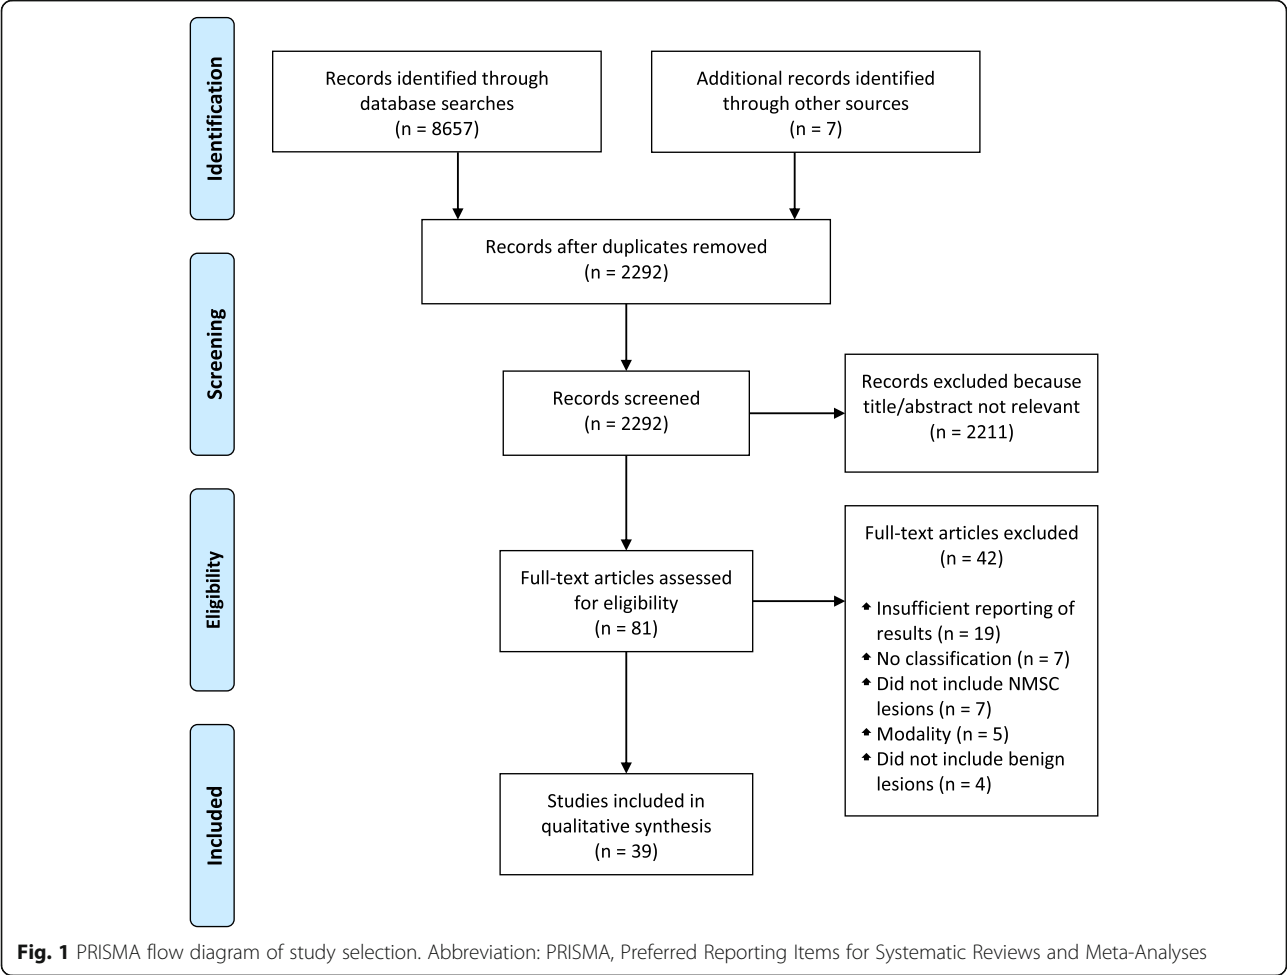 Identification
Records identified through
database searches
(n = 8657)
Additional records identified
through other sources
(n = 7)
Records after duplicates removed
(n = 2292)
Screening
Records screened
(n = 2292)
Records excluded because
title/abstract not relevant
(n = 2211)
Eligibility
Full-text articles assessed
for eligibility
(n = 81)
Full-text articles excluded
(n = 42)
Insufficient reporting of
results (n = 19)
No classification (n = 7)
Did not include NMSC
lesions (n = 7)
Modality (n = 5)
Did not include benign
lesions (n = 4)
Included
Studies included in
qualitative synthesis
(n = 39)
Fig. 1 PRISMA flow diagram of study selection. Abbreviation: PRISMA, Preferred Reporting Items for Systematic Reviews and Meta-Analyses